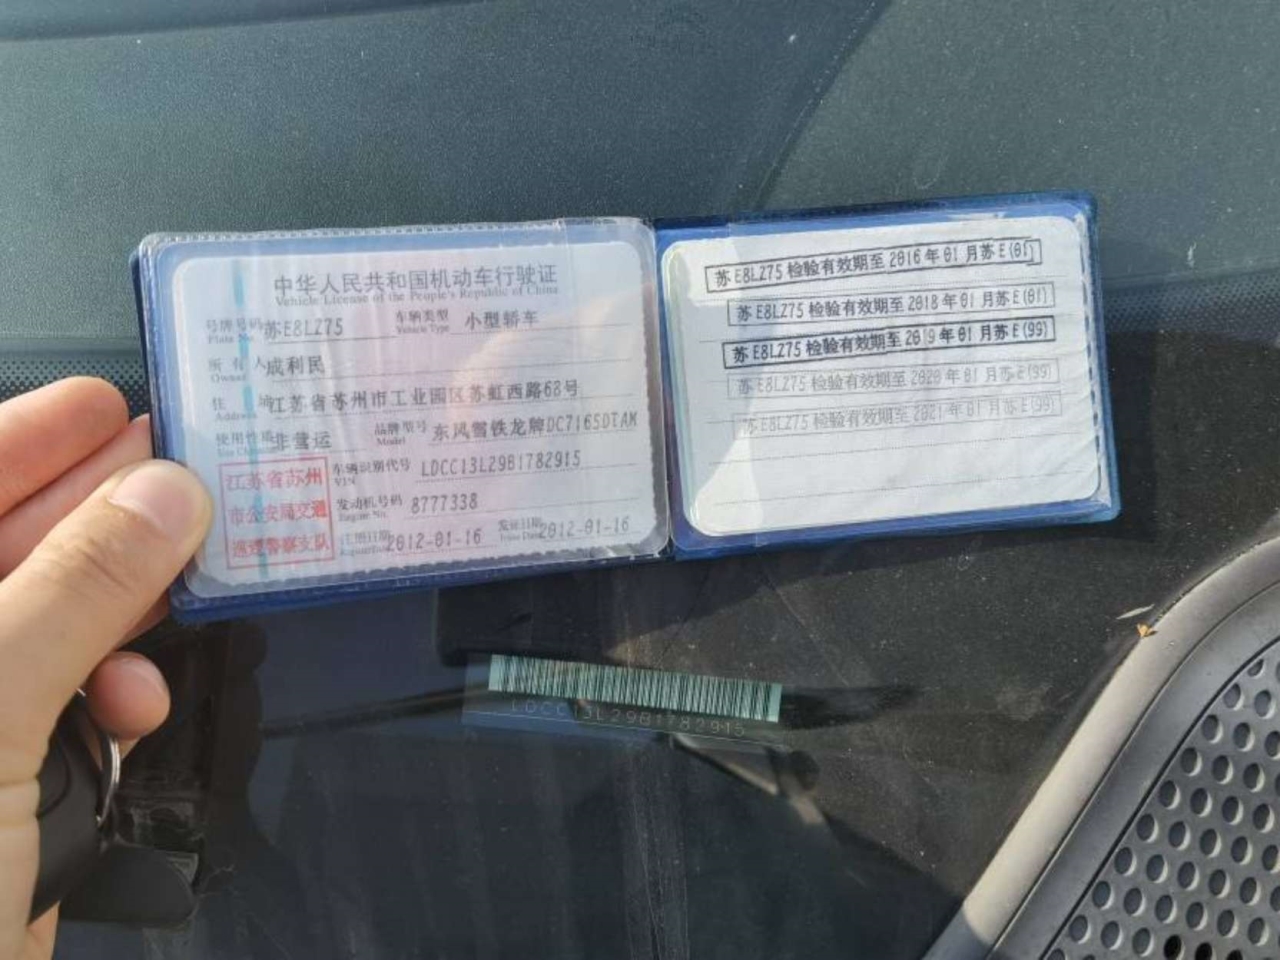 中华人民共和国机动车行驶证
Vehicle License of the People's Republic of China
号牌号码 苏E8LZ75 车辆类型 小型轿车
Plate No. Vehicle Type
所有人 成利民
Owner
住址 江苏省苏州市工业园区苏虹西路68号
Address
使用性质 非营运 品牌型号 东风雪铁龙牌DC7165DTAM
Use Character Model
车辆识别代号 LDCC13L29B1782915
VIN
发动机号码 8777338
Engine No.
注册日期 2012-01-16 发证日期 2012-01-16
Register Date Issue Date
江苏省苏州
市公安局交通
巡逻警察支队
苏E8LZ75 检验有效期至 2016年01月苏E(01)
苏E8LZ75 检验有效期至 2018年01月苏E(01)
苏E8LZ75 检验有效期至 2019年01月苏E(99)
苏E8LZ75 检验有效期至 2020年01月苏E(99)
苏E8LZ75 检验有效期至 2021年01月苏E(99)
LDCC13L29B1782915